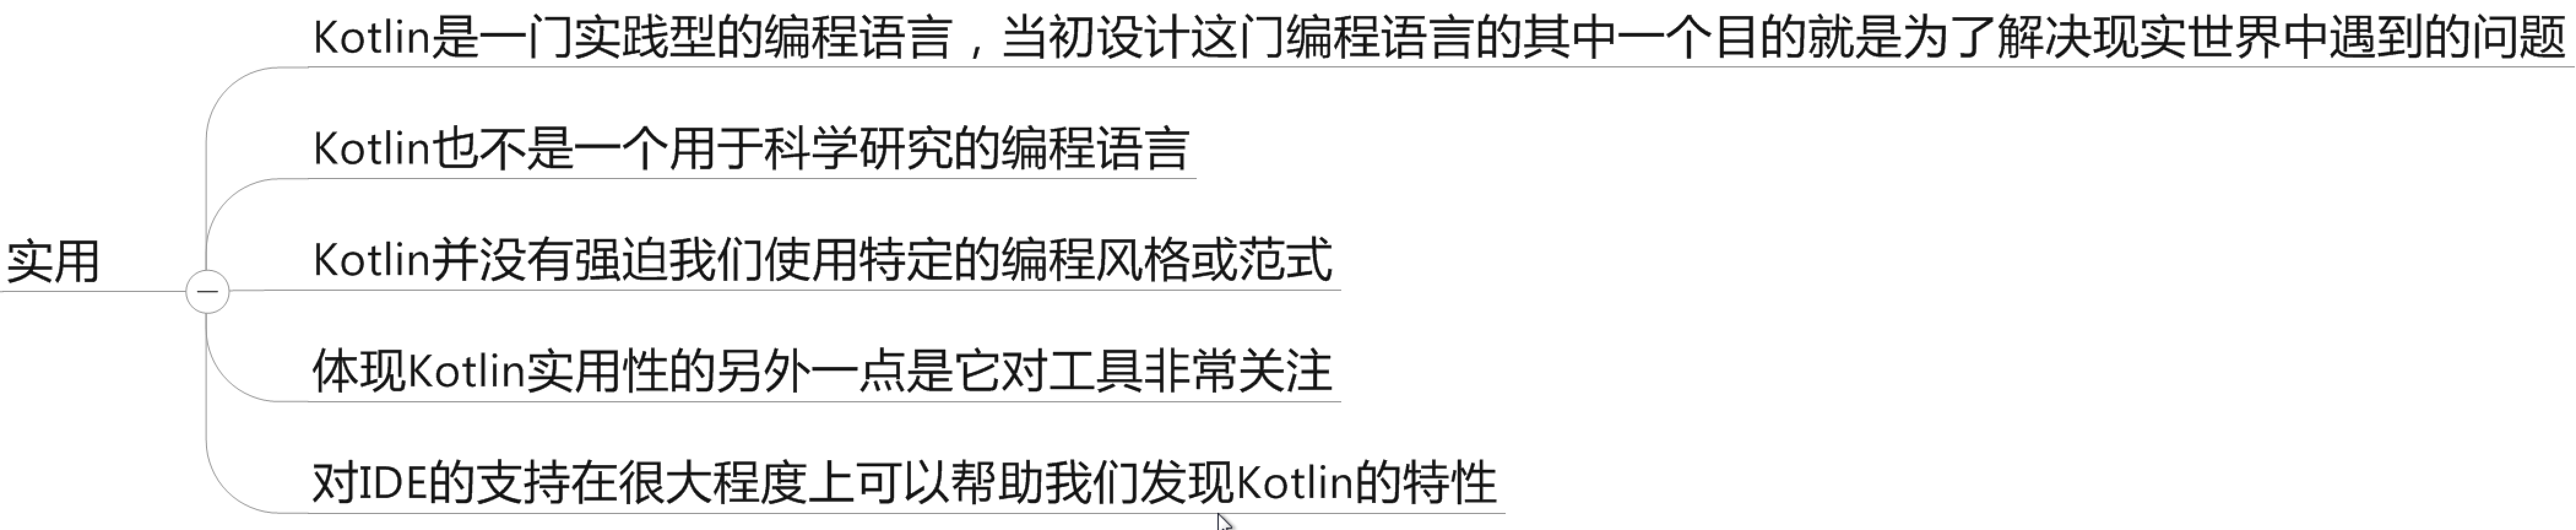 Kotlin是一门实践型的编程语言，当初设计这门编程语言的其中一个目的就是为了解决现实世界中遇到的问题
Kotlin也不是一个用于科学研究的编程语言
Kotlin并没有强迫我们使用特定的编程风格或范式
实用
体现Kotlin实用性的另外一点是它对工具非常关注
对IDE的支持在很大程度上可以帮助我们发现Kotlin的特性